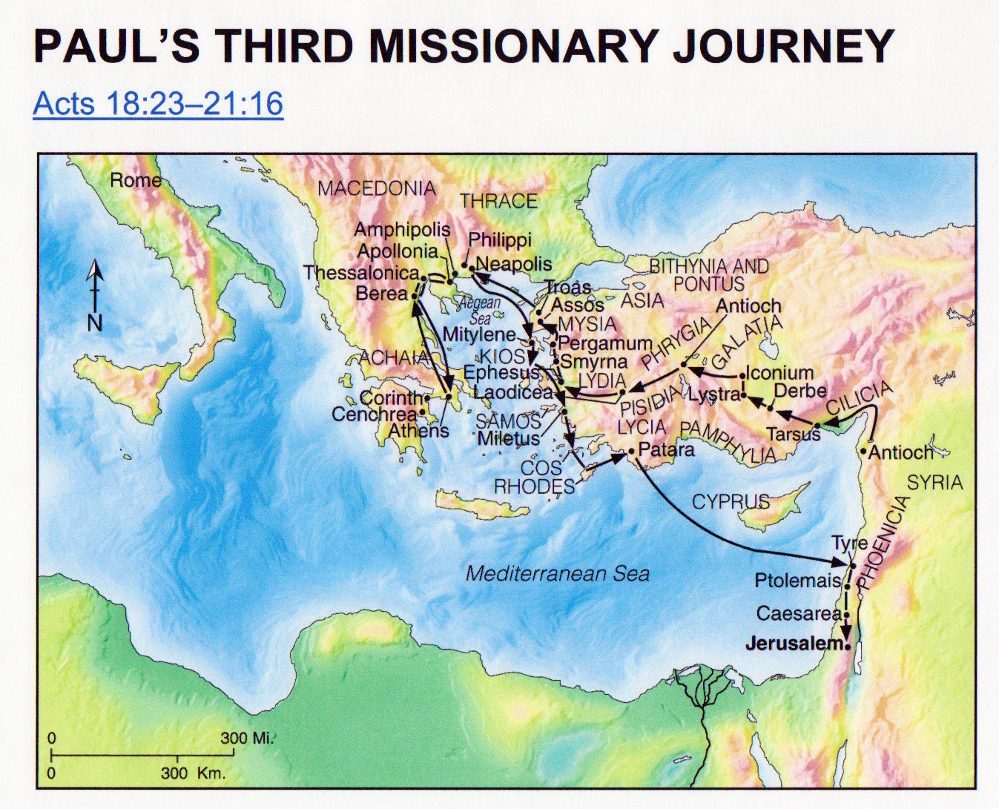 PAUL'S THIRD MISSIONARY JOURNEY
Acts 18:23–21:16
Rome
MACEDONIA
THRACE
Amphipolis
Philippi
Apollonia
Neapolis
Thessalonica
Berea
BITHYNIA AND
PONTUS
Troas
Aegean
Sea
Assos
ASIA
Antioch
N
MYSIA
Mitylene
Pergamum
PHRYGIA
GALATIA
ACHAIA
KIOS
Smyrna
Ephesus
LYDIA
Iconium
Laodicea
Lystra
Derbe
Corinth
PISIDIA
CILICIA
Cenchrea
Athens
SAMOS
LYCIA
PAMPHYLIA
Tarsus
Miletus
Patara
Antioch
COS
RHODES
SYRIA
CYPRUS
PHOENICIA
Tyre
Mediterranean Sea
Ptolemais
Caesarea
Jerusalem
0 300 Mi.
0 300 Km.